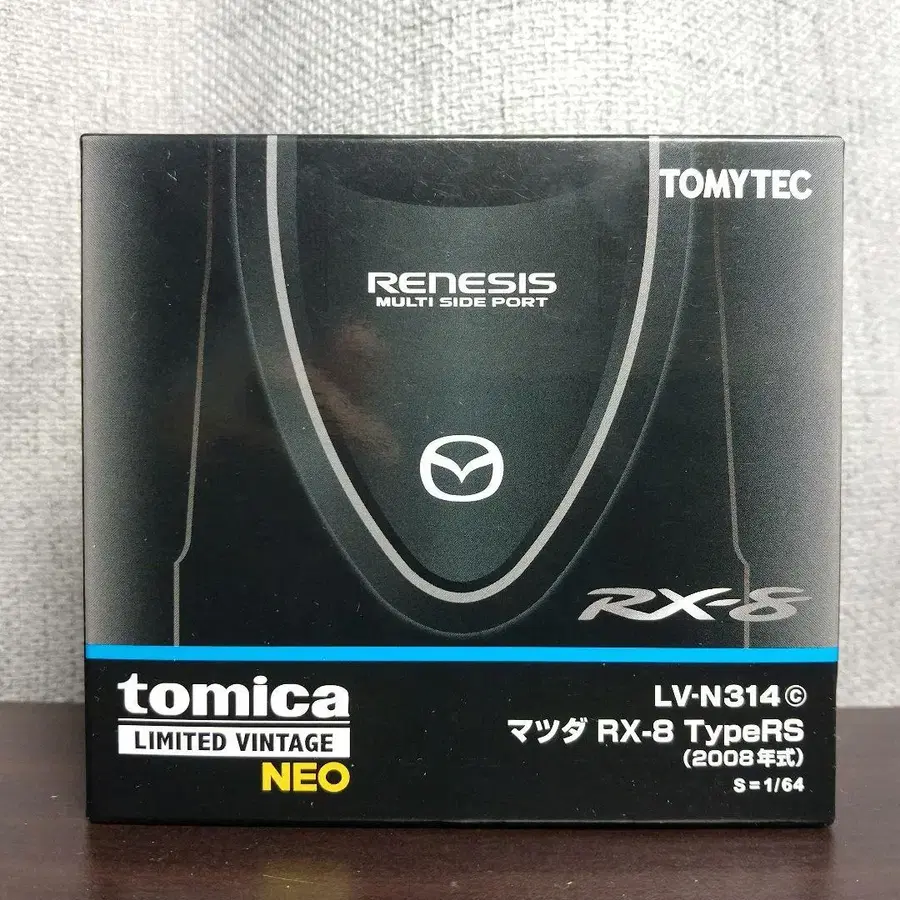 TOMYTEC
RENESIS
MULTI SIDE PORT
RX-8
tomica
LIMITED VINTAGE
NEO
LV-N314 ©
マツダ RX-8 TypeRS
(2008年式)
S=1/64